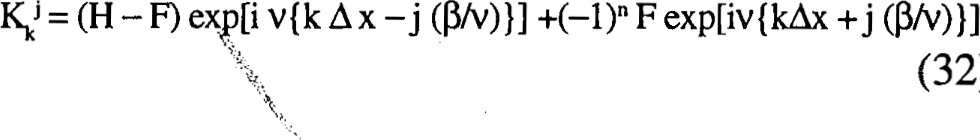 K_k^j = (H – F) exp[i ν{k Δ x – j (β/ν)}] +(–1)ⁿ F exp[iν{kΔx + j (β/ν)}]
(32)